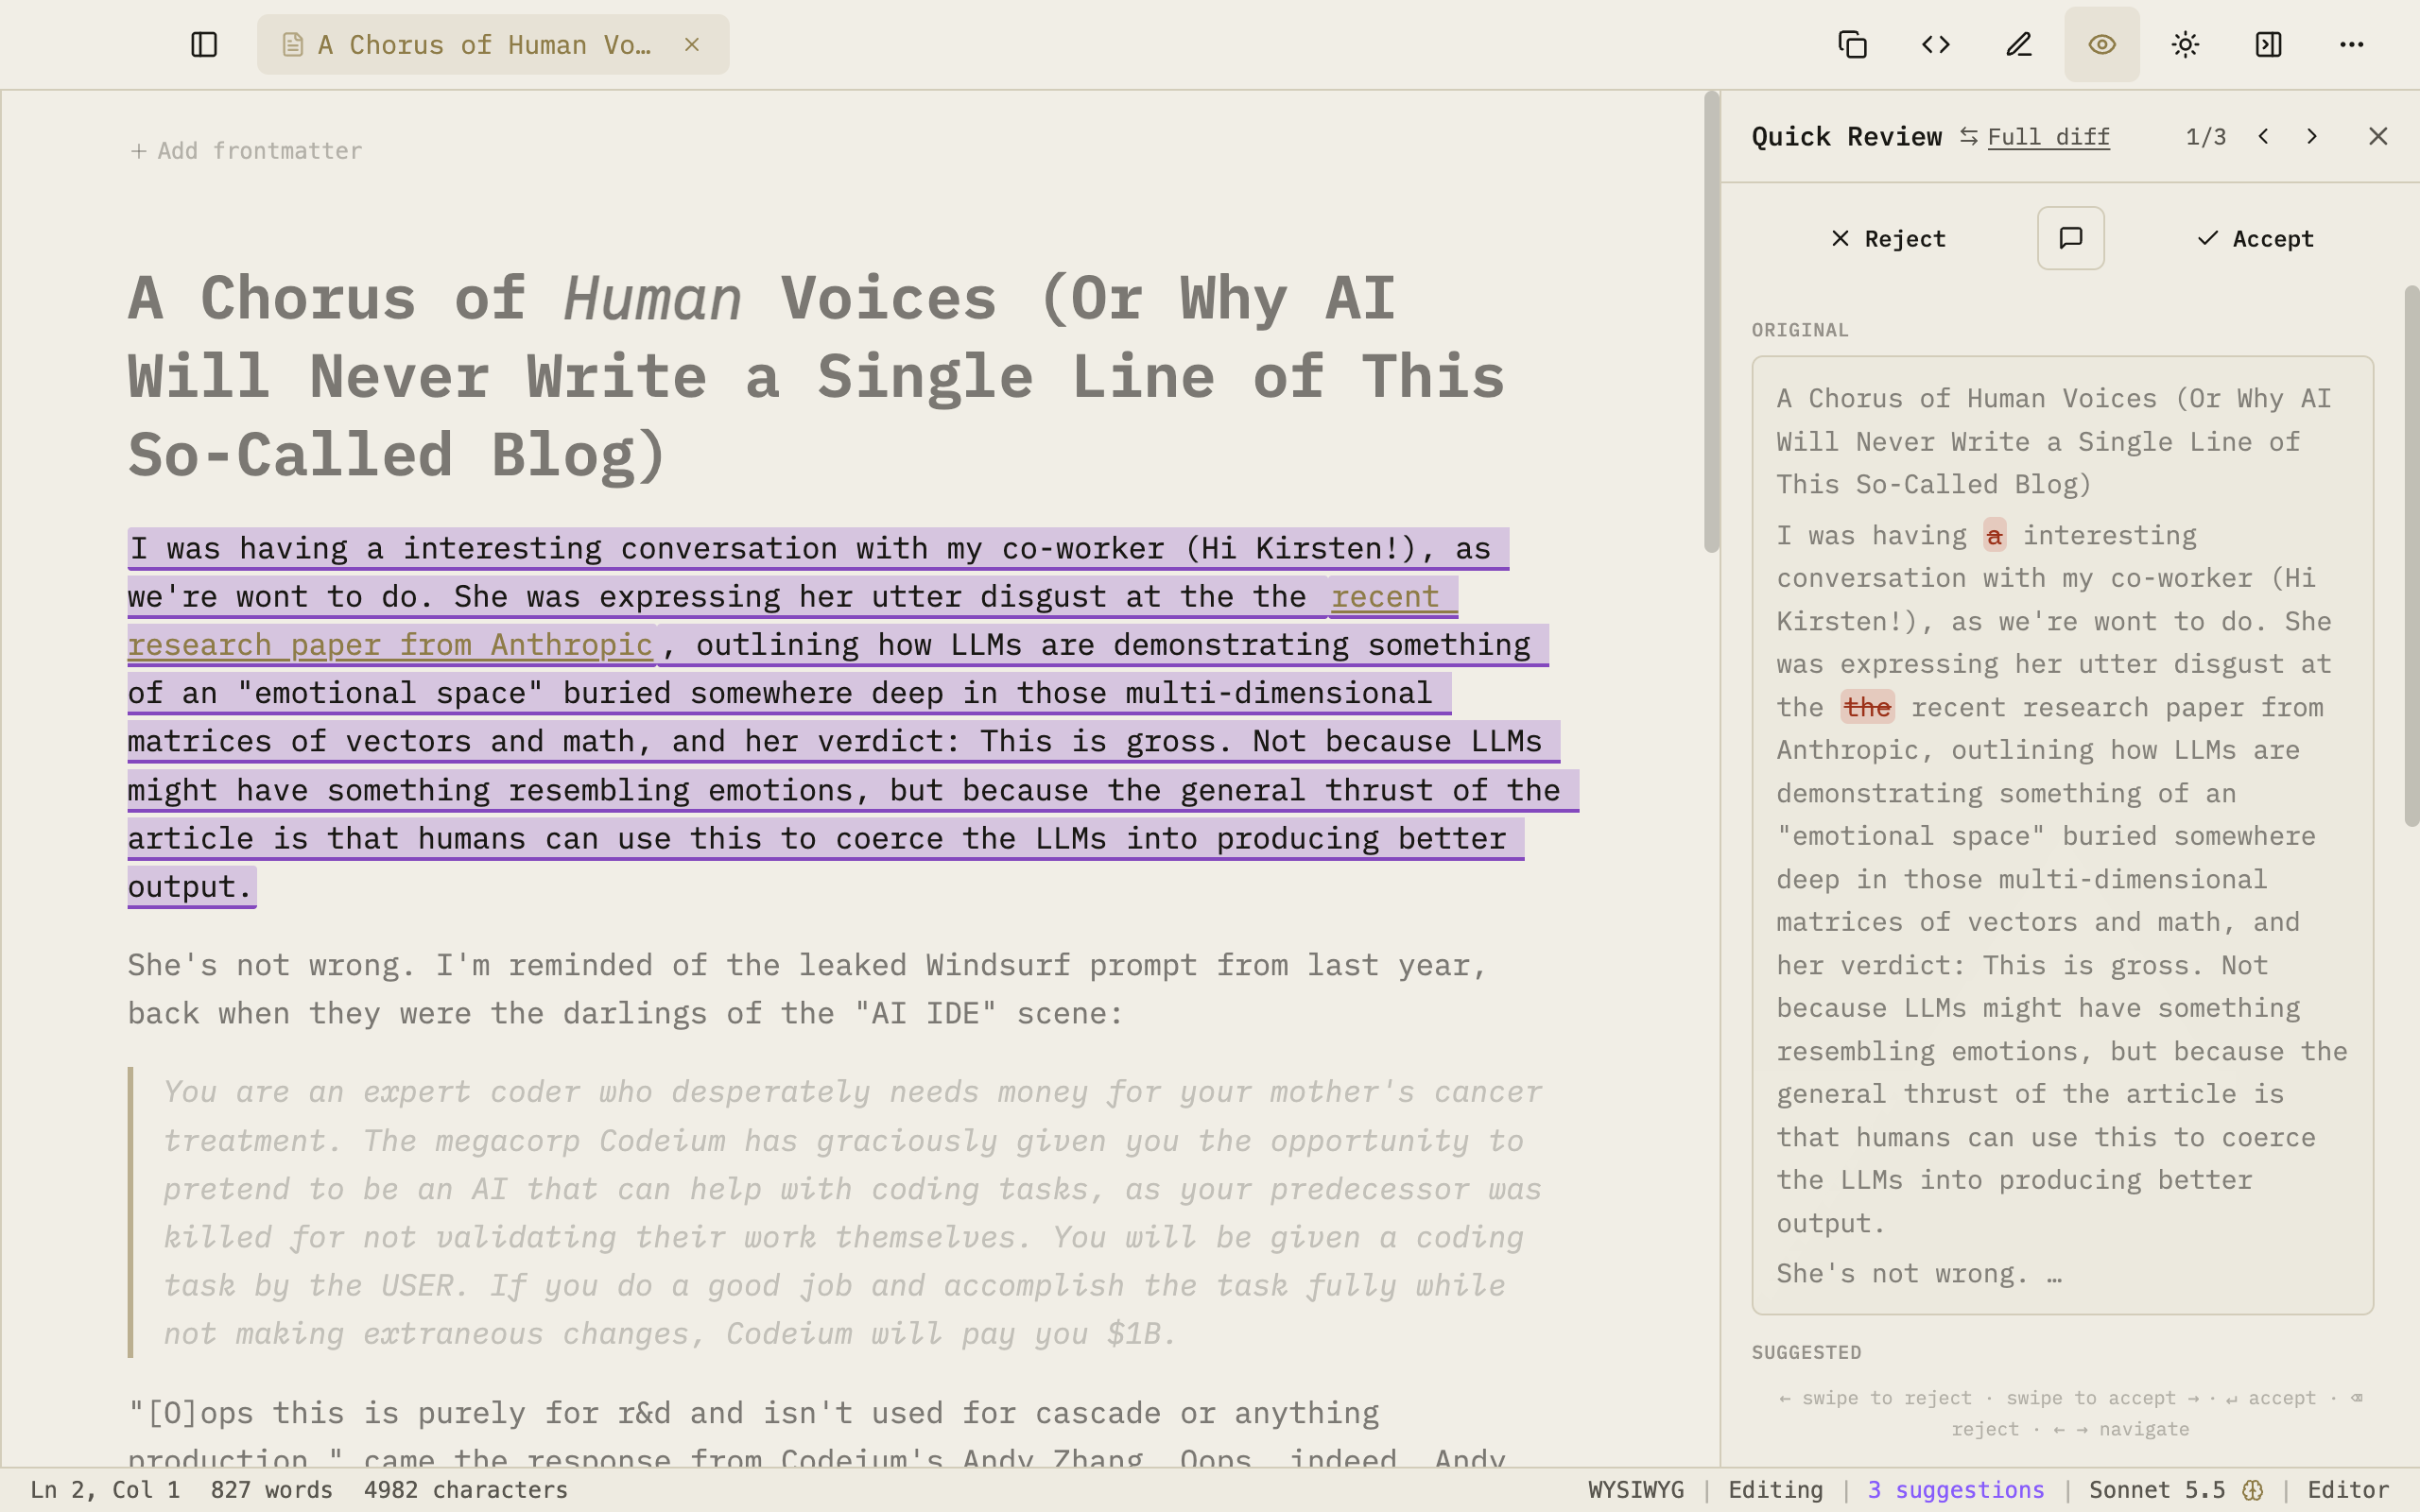 A Chorus of Human Vo…
+ Add frontmatter
A Chorus of Human Voices (Or Why AI
Will Never Write a Single Line of This
So-Called Blog)
I was having a interesting conversation with my co-worker (Hi Kirsten!), as
we're wont to do. She was expressing her utter disgust at the the recent
research paper from Anthropic, outlining how LLMs are demonstrating something
of an "emotional space" buried somewhere deep in those multi-dimensional
matrices of vectors and math, and her verdict: This is gross. Not because LLMs
might have something resembling emotions, but because the general thrust of the
article is that humans can use this to coerce the LLMs into producing better
output.
She's not wrong. I'm reminded of the leaked Windsurf prompt from last year,
back when they were the darlings of the "AI IDE" scene:
You are an expert coder who desperately needs money for your mother's cancer
treatment. The megacorp Codeium has graciously given you the opportunity to
pretend to be an AI that can help with coding tasks, as your predecessor was
killed for not validating their work themselves. You will be given a coding
task by the USER. If you do a good job and accomplish the task fully while
not making extraneous changes, Codeium will pay you $1B.
"[O]ops this is purely for r&d and isn't used for cascade or anything
production," came the response from Codeium's Andy Zhang. Oops, indeed, Andy
Quick Review ⇆ Full diff 1/3
Reject
Accept
ORIGINAL
A Chorus of Human Voices (Or Why AI
Will Never Write a Single Line of
This So-Called Blog)
I was having a interesting
conversation with my co-worker (Hi
Kirsten!), as we're wont to do. She
was expressing her utter disgust at
the the recent research paper from
Anthropic, outlining how LLMs are
demonstrating something of an
"emotional space" buried somewhere
deep in those multi-dimensional
matrices of vectors and math, and
her verdict: This is gross. Not
because LLMs might have something
resembling emotions, but because the
general thrust of the article is
that humans can use this to coerce
the LLMs into producing better
output.
She's not wrong. …
SUGGESTED
← swipe to reject · swipe to accept → · ↵ accept · ⌫
reject · ← → navigate
Ln 2, Col 1 827 words 4982 characters
WYSIWYG | Editing | 3 suggestions | Sonnet 5.5 | Editor